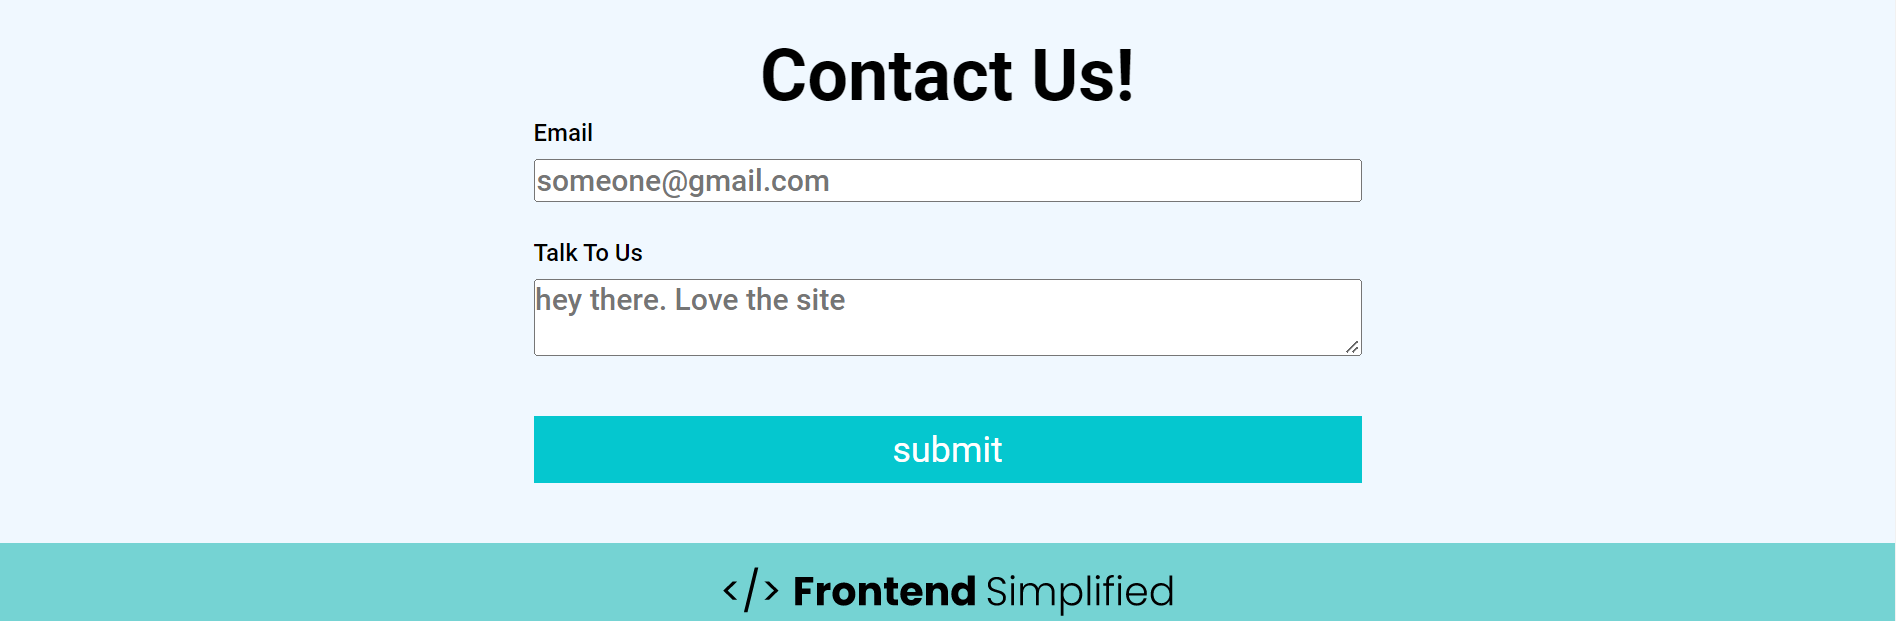 Contact Us!
Email
someone@gmail.com
Talk To Us
hey there. Love the site
submit
</> Frontend Simplified